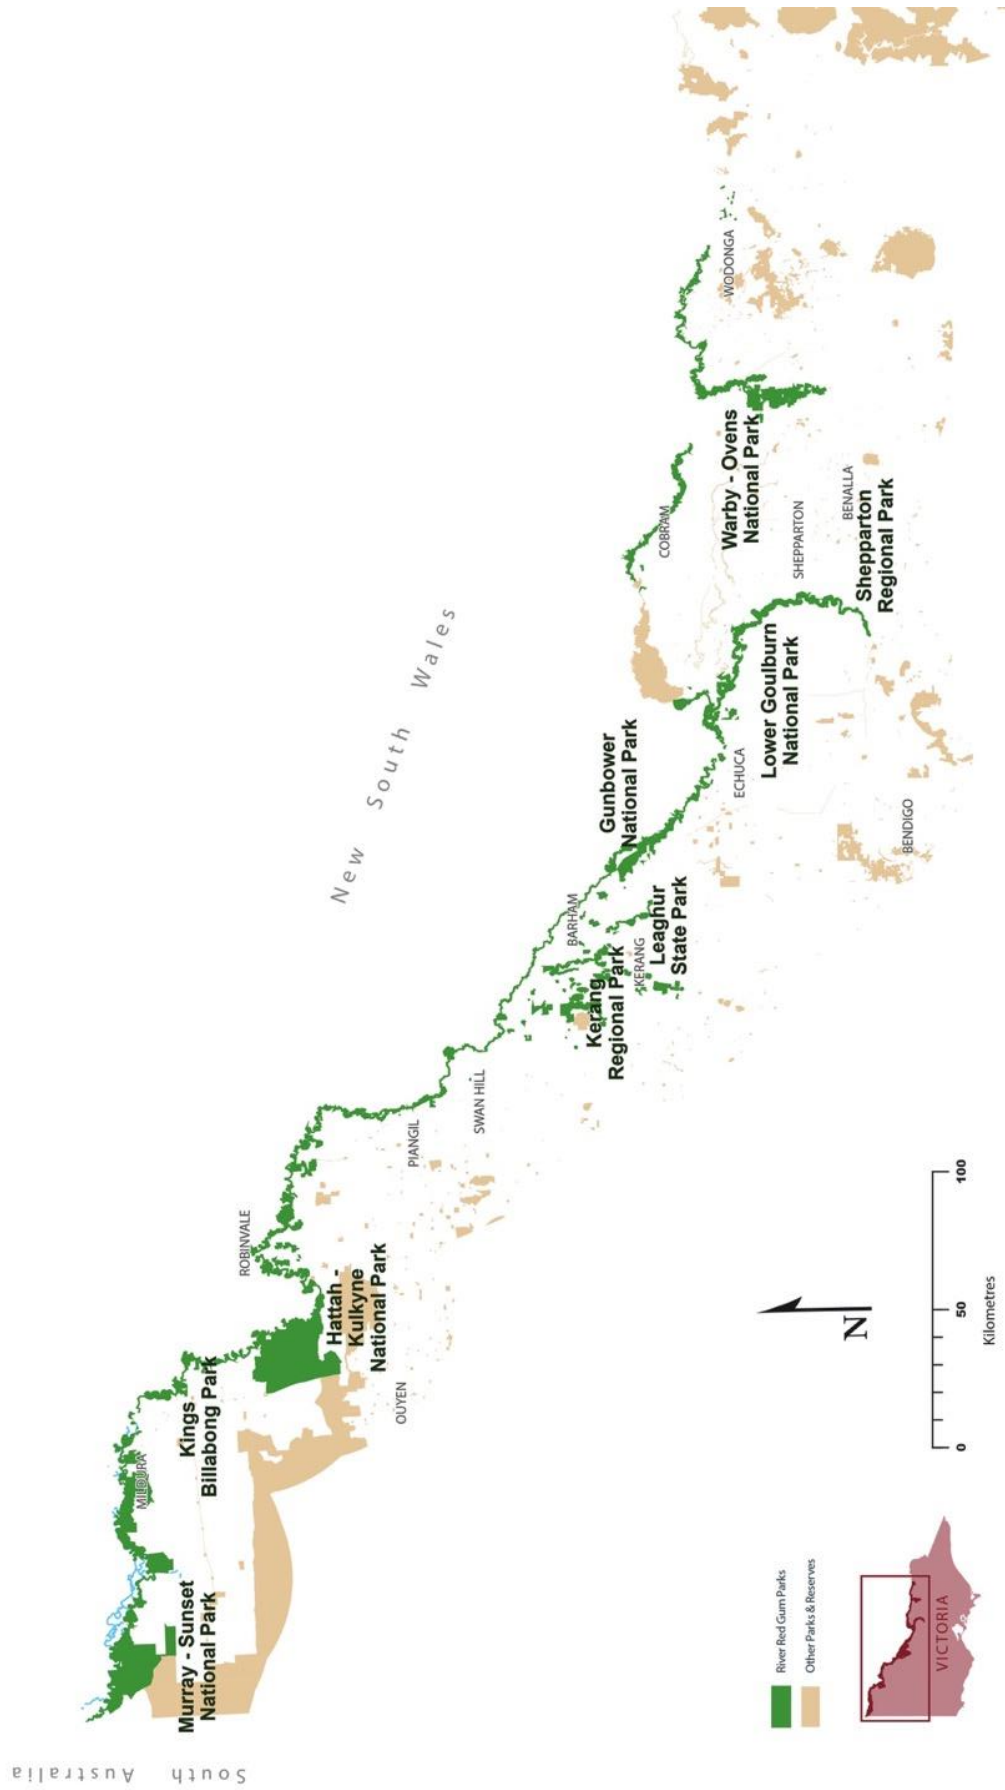 South Australia
New South Wales
MILDURA
Kings
Billabong Park
Murray - Sunset
National Park
ROBINVALE
Hattah -
Kulkyne
National Park
OUYEN
PIANGIL
SWAN HILL
BARHAM
Kerang
Regional Park
KERANG
Leaghur
State Park
Gunbower
National Park
ECHUCA
BENDIGO
Lower Goulburn
National Park
COBRAM
SHEPPARTON
Shepparton
Regional Park
BENALLA
Warby - Ovens
National Park
WODONGA
River Red Gum Parks
Other Parks & Reserves
VICTORIA
N
0 50 100
Kilometres